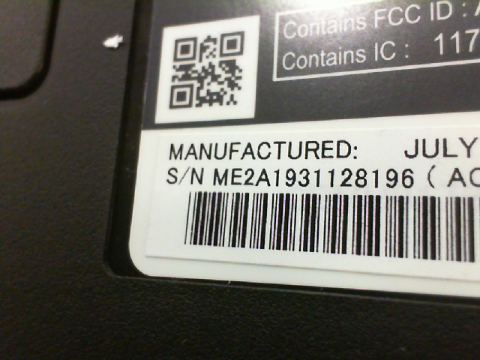 Contains FCC ID : A
Contains IC : 117
MANUFACTURED: JULY
S/N ME2A1931128196 ( AC